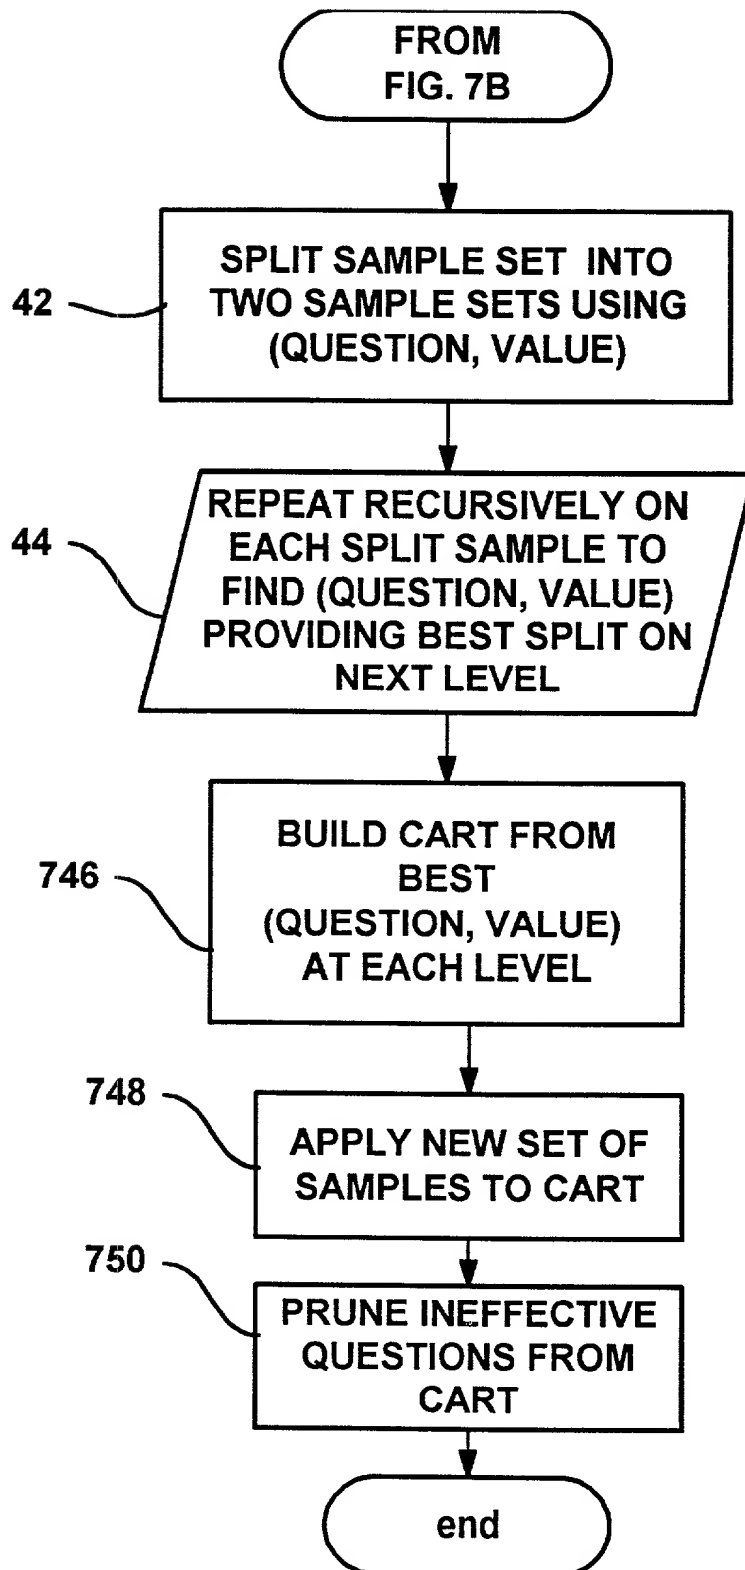 FROM
FIG. 7B
42
SPLIT SAMPLE SET INTO
TWO SAMPLE SETS USING
(QUESTION, VALUE)
44
REPEAT RECURSIVELY ON
EACH SPLIT SAMPLE TO
FIND (QUESTION, VALUE)
PROVIDING BEST SPLIT ON
NEXT LEVEL
746
BUILD CART FROM
BEST
(QUESTION, VALUE)
AT EACH LEVEL
748
APPLY NEW SET OF
SAMPLES TO CART
750
PRUNE INEFFECTIVE
QUESTIONS FROM
CART
end